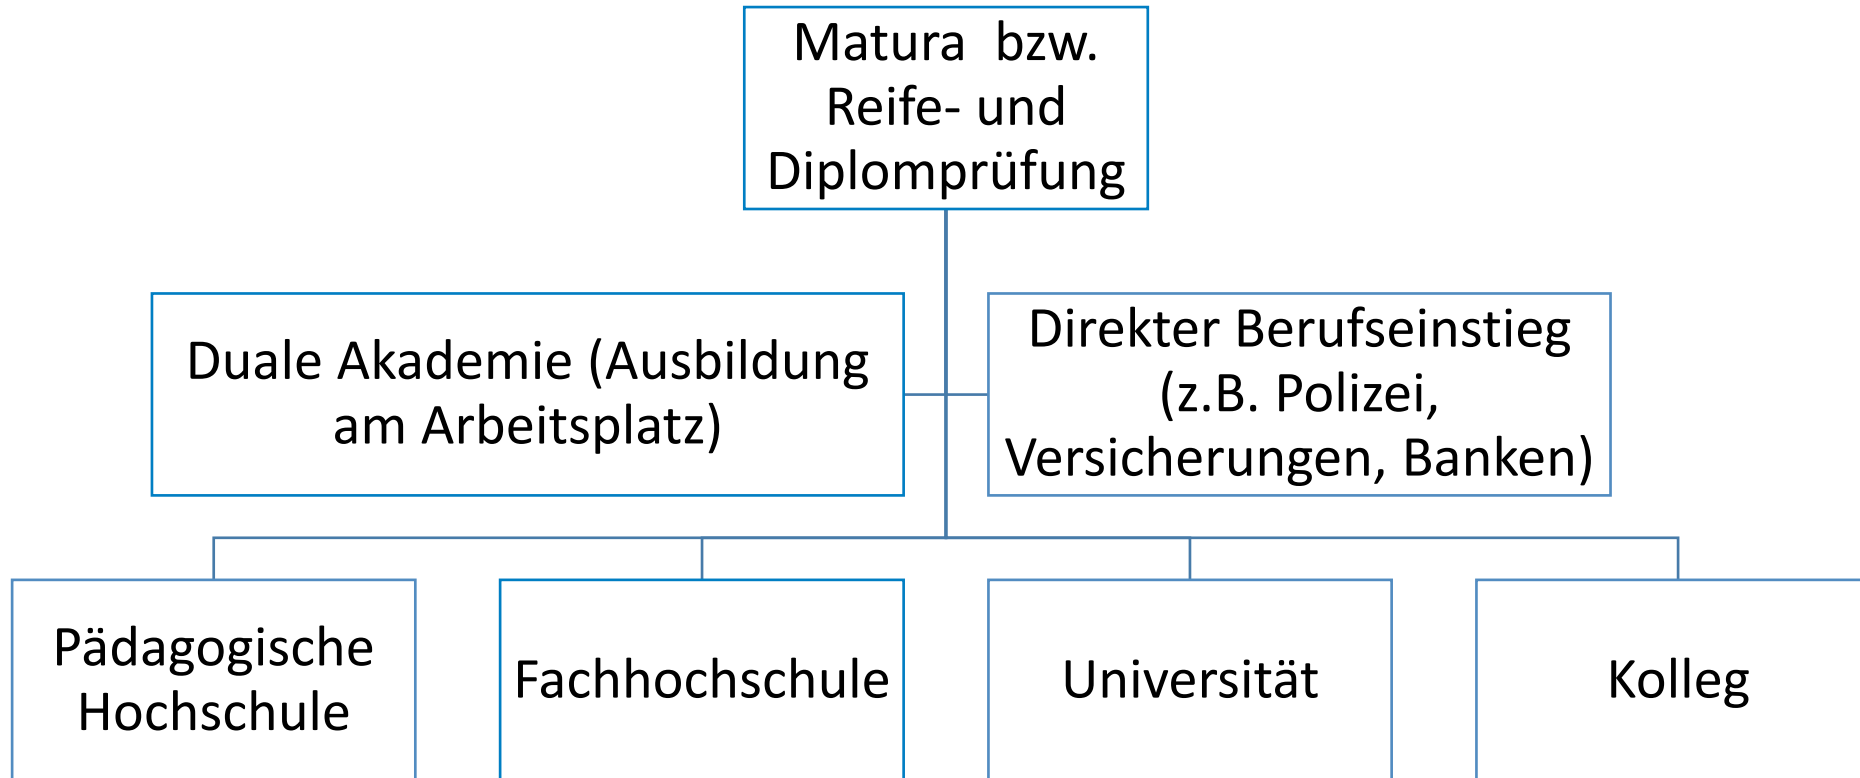 Matura  bzw.
Reife- und
Diplomprüfung
Duale Akademie (Ausbildung
am Arbeitsplatz)
Direkter Berufseinstieg
(z.B. Polizei,
Versicherungen, Banken)
Pädagogische
Hochschule
Fachhochschule
Universität
Kolleg